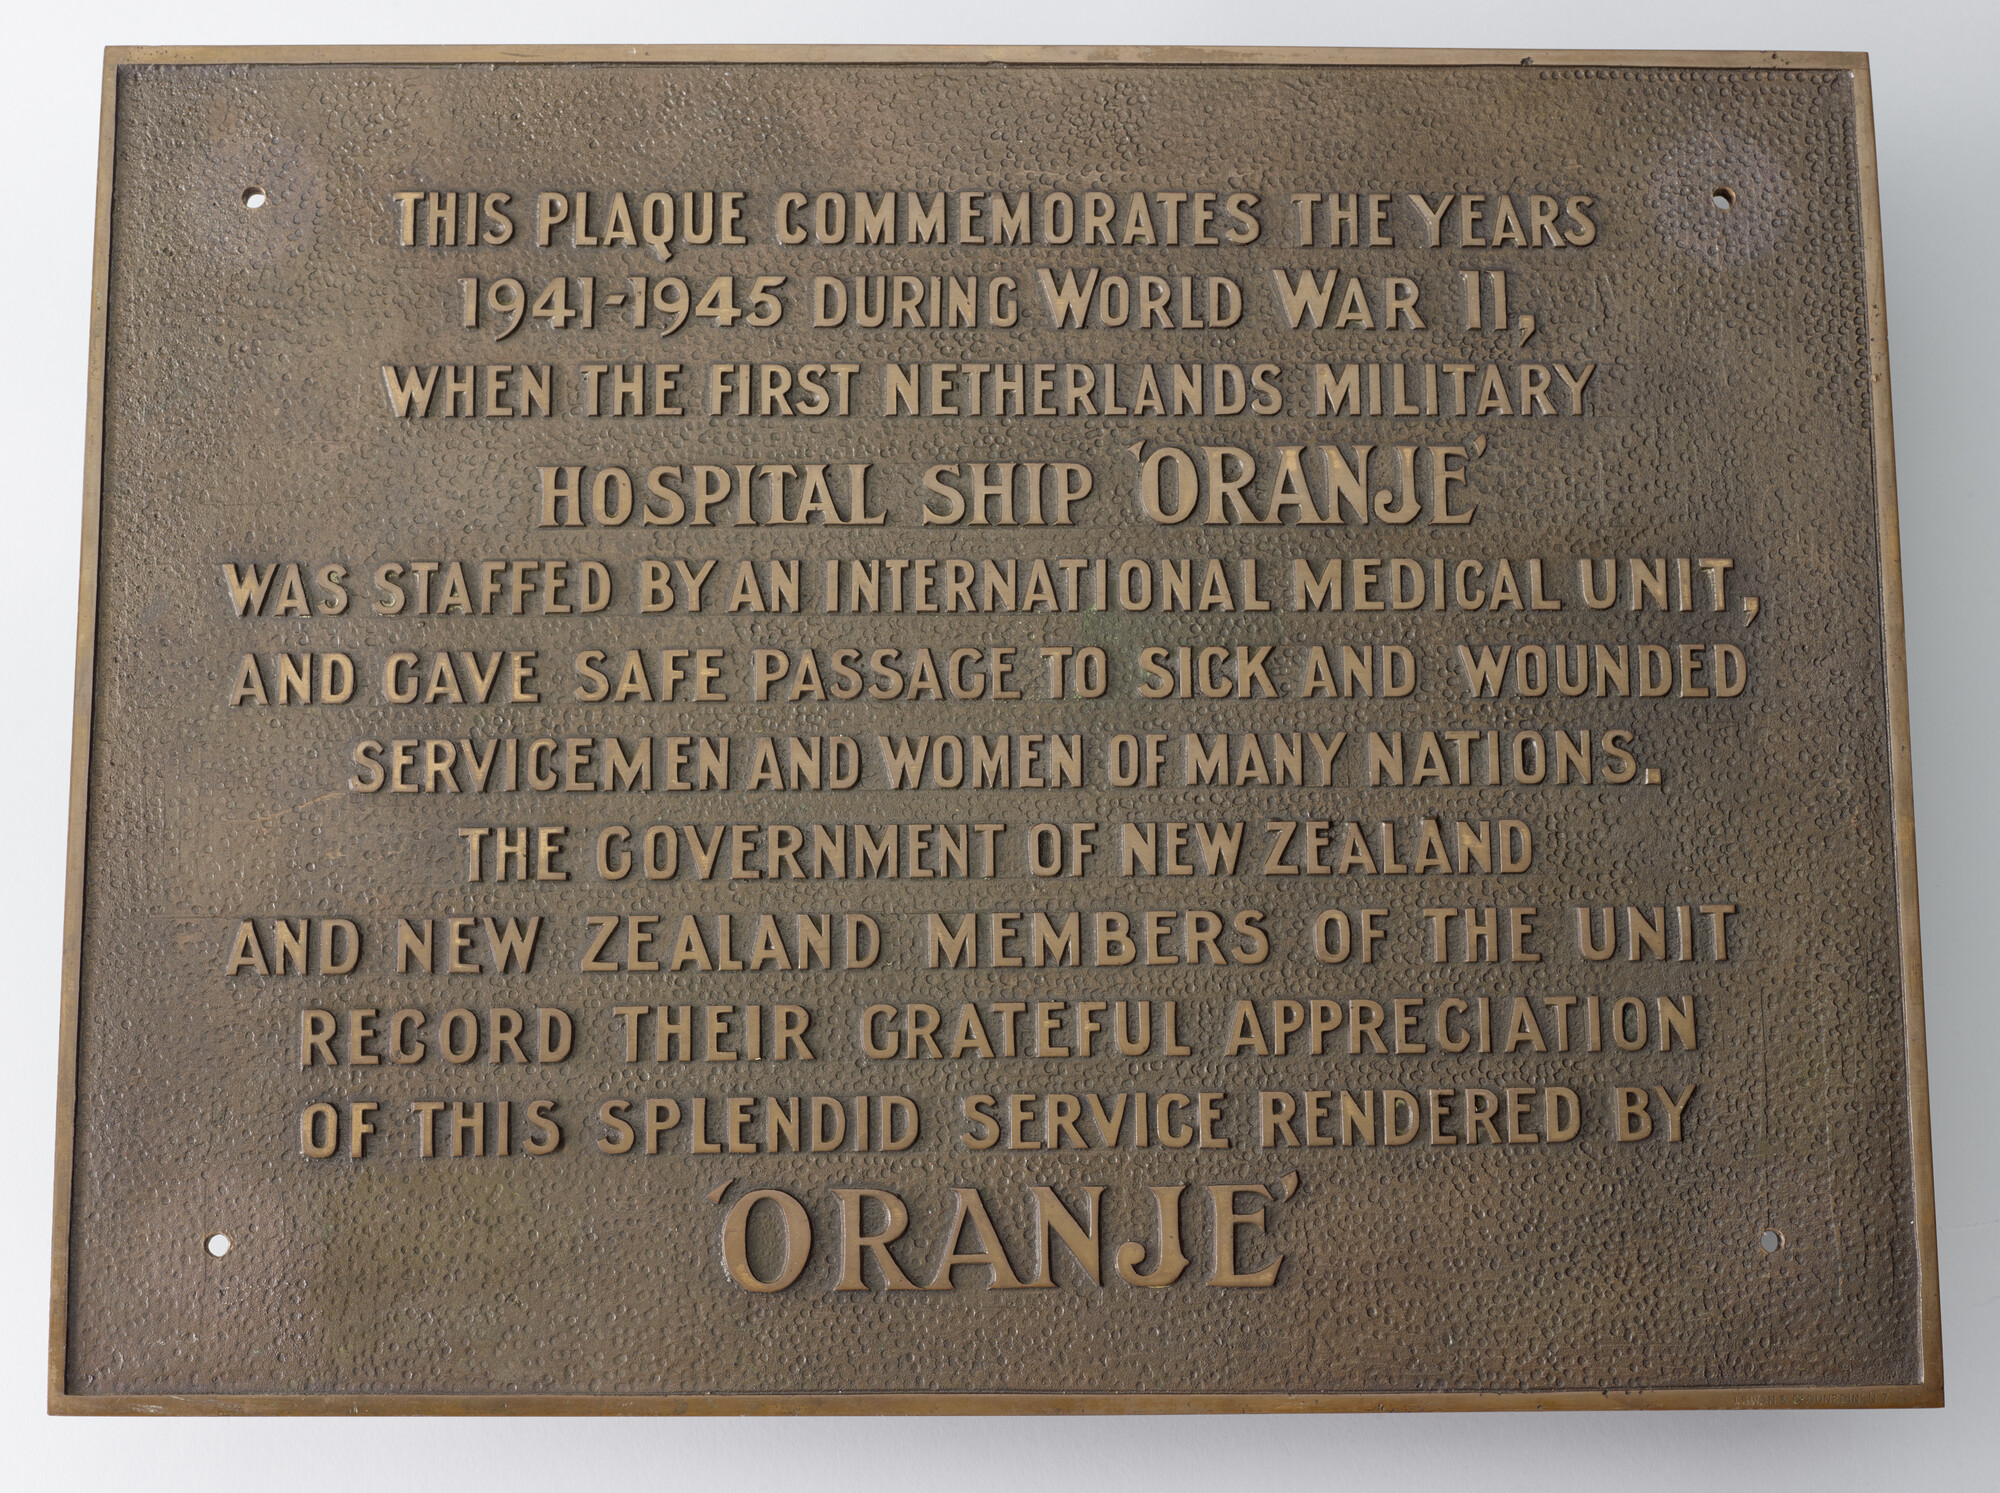 THIS PLAQUE COMMEMORATES THE YEARS
1941-1945 DURING WORLD WAR II,
WHEN THE FIRST NETHERLANDS MILITARY
HOSPITAL SHIP 'ORANJE'
WAS STAFFED BY AN INTERNATIONAL MEDICAL UNIT,
AND GAVE SAFE PASSAGE TO SICK AND WOUNDED
SERVICEMEN AND WOMEN OF MANY NATIONS.
THE GOVERNMENT OF NEW ZEALAND
AND NEW ZEALAND MEMBERS OF THE UNIT
RECORD THEIR GRATEFUL APPRECIATION
OF THIS SPLENDID SERVICE RENDERED BY
'ORANJE'